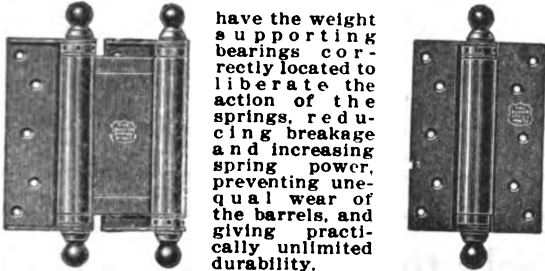 have the weight
supporting
bearings cor-
rectly located to
liberate the
action of the
springs, redu-
cing breakage
and increasing
spring power,
preventing une-
qual wear of
the barrels, and
giving practi-
cally unlimited
durability.